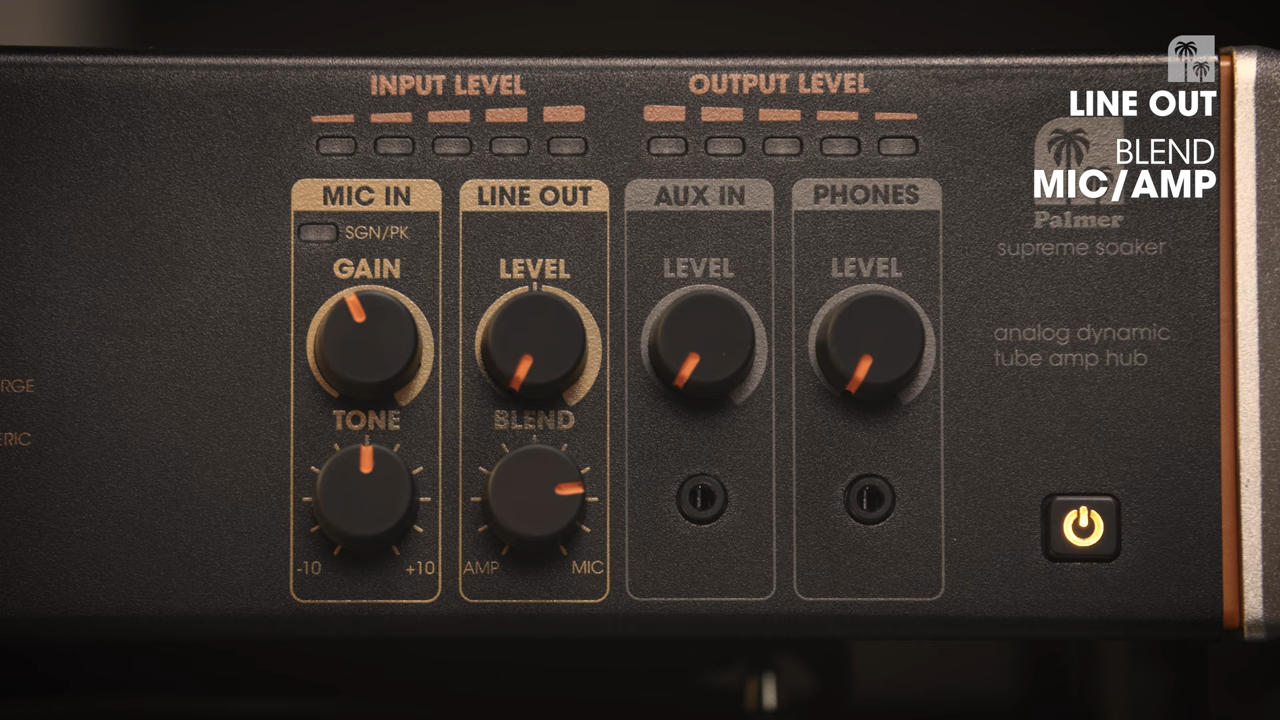 INPUT LEVEL
OUTPUT LEVEL
LINE OUT
BLEND
MIC/AMP
MIC IN
LINE OUT
AUX IN
PHONES
SGN/PK
Palmer
supreme soaker
GAIN
LEVEL
LEVEL
LEVEL
analog dynamic
tube amp hub
RGE
ERIC
TONE
BLEND
-10
+10
AMP
MIC